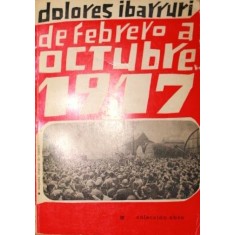 dolores ibarruri
de febrero a
octubre,
1917